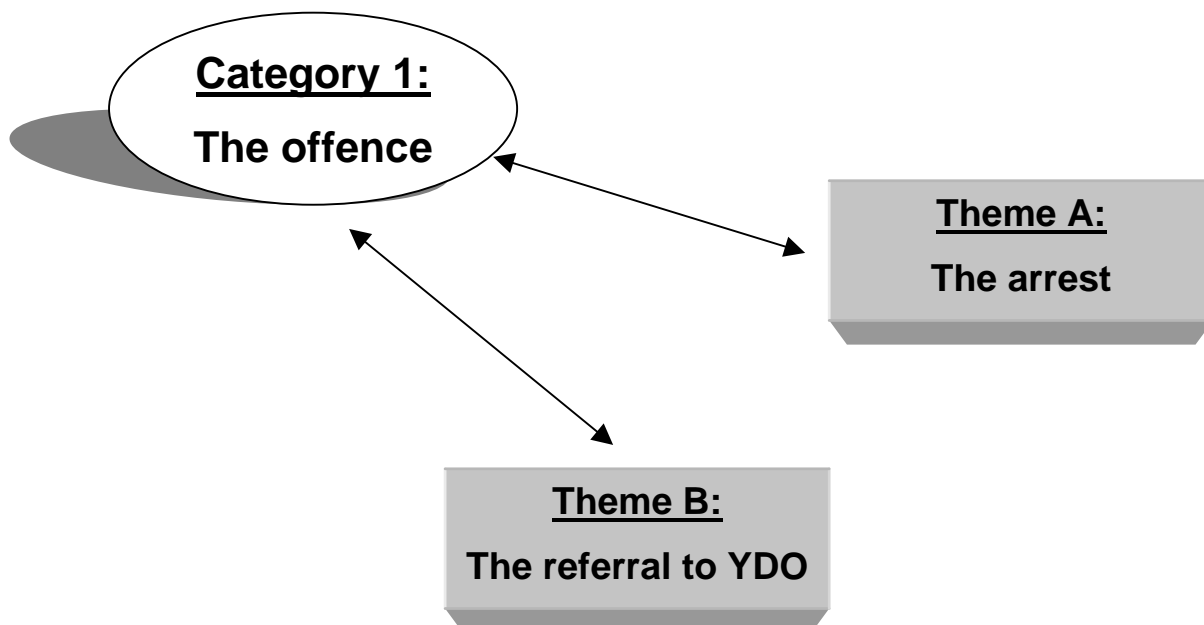 Category 1:
The offence
Theme A:
The arrest
Theme B:
The referral to YDO